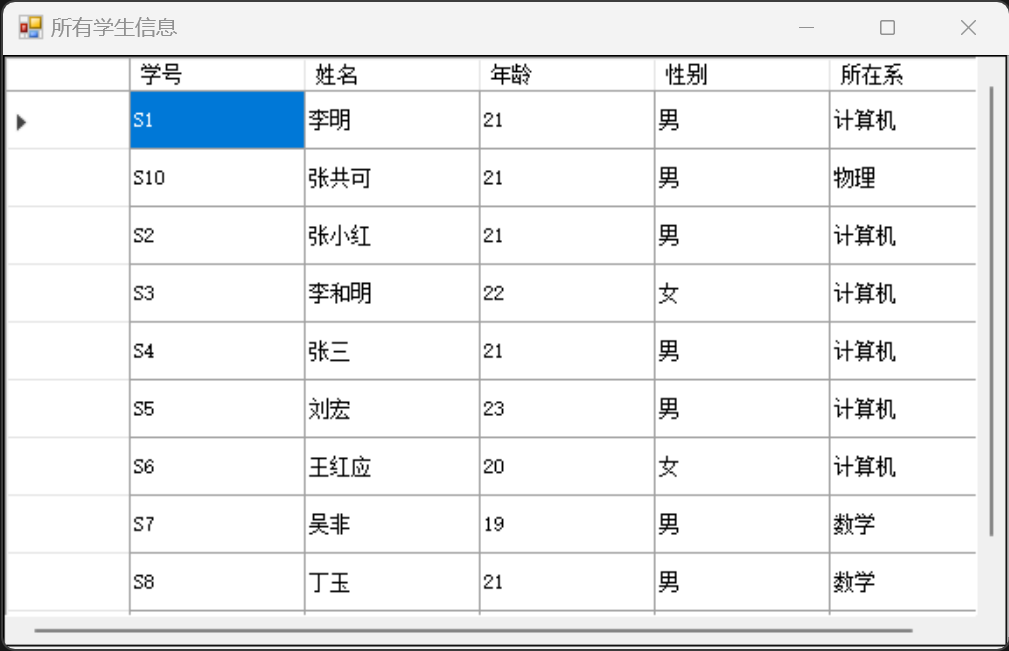 所有学生信息
学号 姓名 年龄 性别 所在系
S1 李明 21 男 计算机
S10 张共可 21 男 物理
S2 张小红 21 男 计算机
S3 李和明 22 女 计算机
S4 张三 21 男 计算机
S5 刘宏 23 男 计算机
S6 王红应 20 女 计算机
S7 吴非 19 男 数学
S8 丁玉 21 男 数学